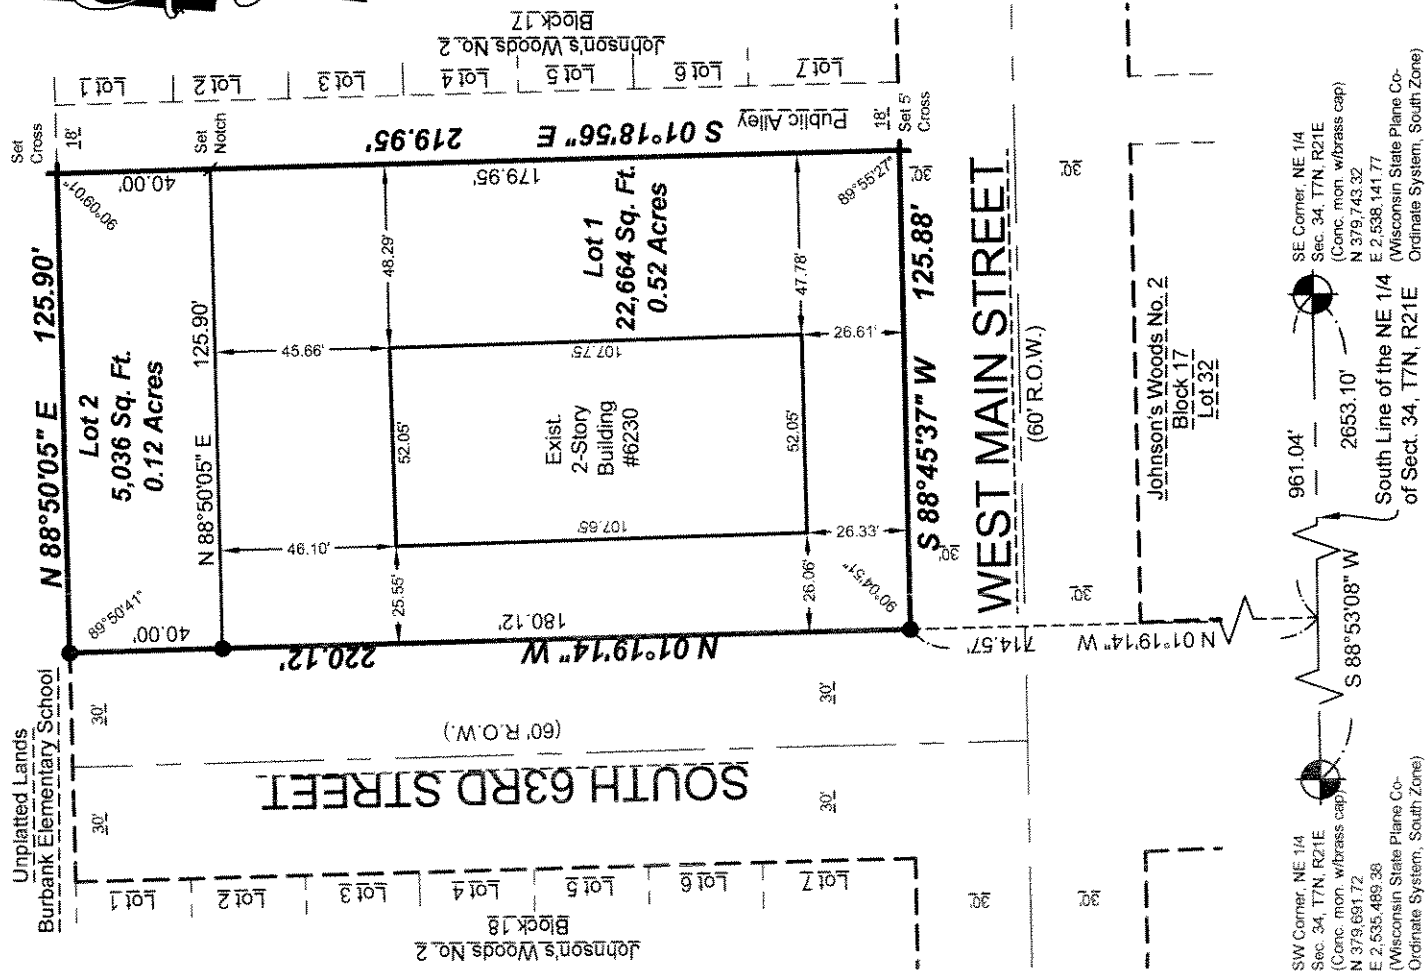 Johnson's Woods No. 2
Block 17
Lot 1
Lot 2
Lot 3
Lot 4
Lot 5
Lot 6
Lot 7
Set
Cross
18'
Set
Notch
S 01°18'56" E 219.95'
Public Alley
18'
Set 5'
Cross
N 88°50'05" E 125.90'
90°09'01"
40.00'
179.95'
89°55'27"
Lot 2
5,036 Sq. Ft.
0.12 Acres
N 88°50'05" E 125.90'
48.29'
Lot 1
22,664 Sq. Ft.
0.52 Acres
47.78'
45.66'
107.75'
26.61'
52.05'
Exist.
2-Story
Building
#6230
52.05'
46.10'
107.65'
26.33'
25.55'
26.06'
89°50'41"
40.00'
180.12'
90°04'51"
N 01°19'14" W 220.12'
S 88°45'37" W 125.88'
30'
30'
WEST MAIN STREET
(60' R.O.W.)
30'
30'
Johnson's Woods No. 2
Block 17
Lot 32
N 01°19'14" W 714.57'
Unplatted Lands
Burbank Elementary School
30'
30'
(60' R.O.W.)
SOUTH 63RD STREET
30'
30'
Lot 1
Lot 2
Lot 3
Lot 4
Lot 5
Lot 6
Lot 7
Johnson's Woods No. 2
Block 18
30'
30'
SE Corner, NE 1/4
Sec. 34, T7N, R21E
(Conc. mon. w/brass cap)
N 379,743.32
E 2,538,141.77
(Wisconsin State Plane Co-
Ordinate System, South Zone)
961.04'
2653.10'
South Line of the NE 1/4
of Sect. 34, T7N, R21E
S 88°53'08" W
SW Corner, NE 1/4
Sec. 34, T7N, R21E
(Conc. mon. w/brass cap)
N 379,691.72
E 2,535,489.38
(Wisconsin State Plane Co-
Ordinate System, South Zone)